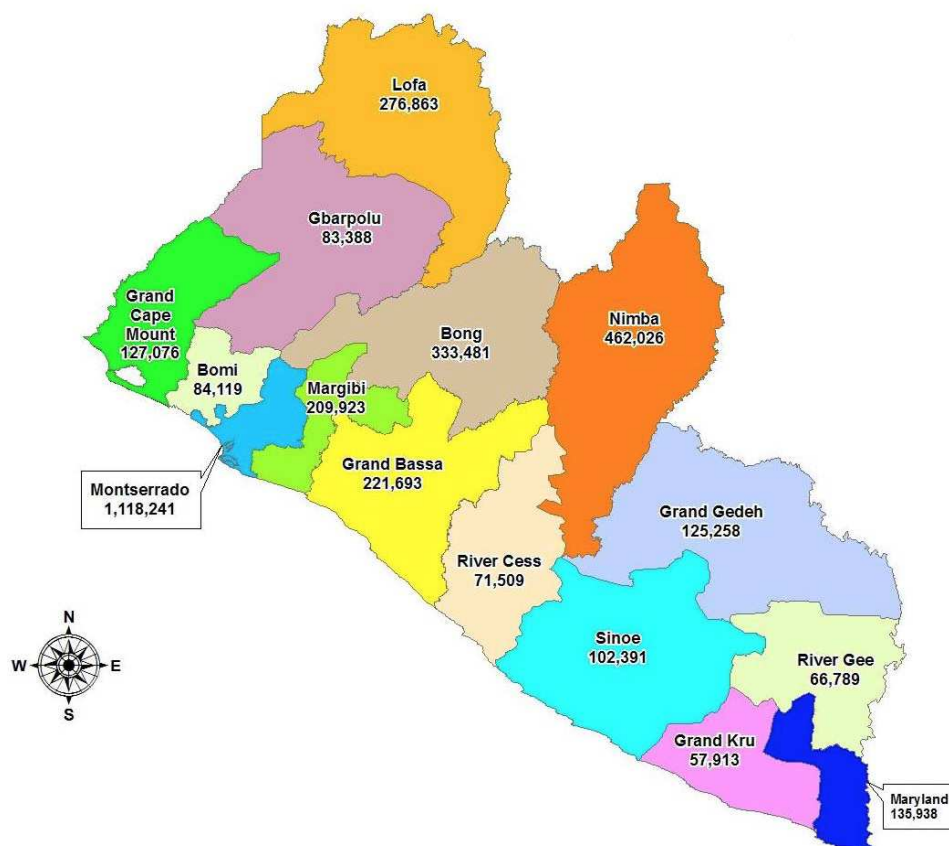 Lofa
276,863
Gbarpolu
83,388
Grand
Cape
Mount
127,076
Bong
333,481
Nimba
462,026
Bomi
84,119
Margibi
209,923
Grand Bassa
221,693
Montserrado
1,118,241
Grand Gedeh
125,258
River Cess
71,509
Sinoe
102,391
River Gee
66,789
N
W
E
S
Grand Kru
57,913
Maryland
135,938